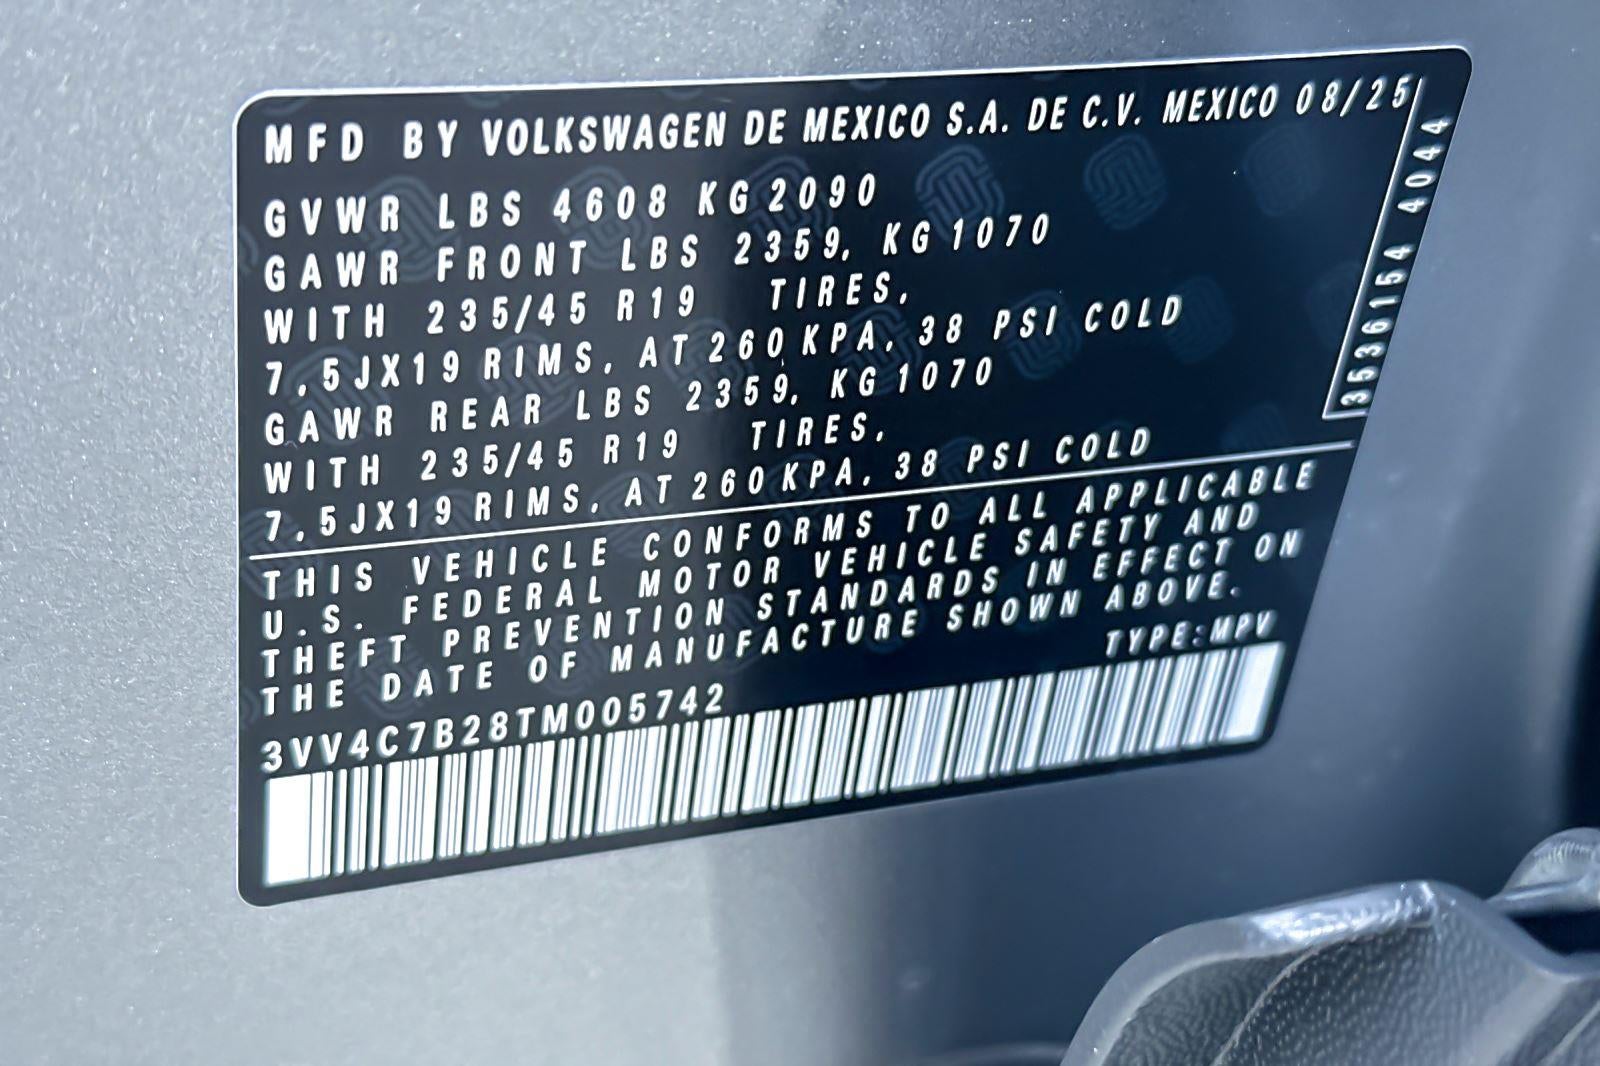 MFD BY VOLKSWAGEN DE MEXICO S.A. DE C.V. MEXICO 08/25
GVWR LBS 4608 KG 2090
GAWR FRONT LBS 2359, KG 1070
WITH 235/45 R19 TIRES,
7,5JX19 RIMS, AT 260 KPA, 38 PSI COLD
GAWR REAR LBS 2359, KG 1070
WITH 235/45 R19 TIRES,
7,5JX19 RIMS, AT 260 KPA, 38 PSI COLD
3536154 4044
THIS VEHICLE CONFORMS TO ALL APPLICABLE
U.S. FEDERAL MOTOR VEHICLE SAFETY AND
THEFT PREVENTION STANDARDS IN EFFECT ON
THE DATE OF MANUFACTURE SHOWN ABOVE.
TYPE:MPV
3VV4C7B28TM005742